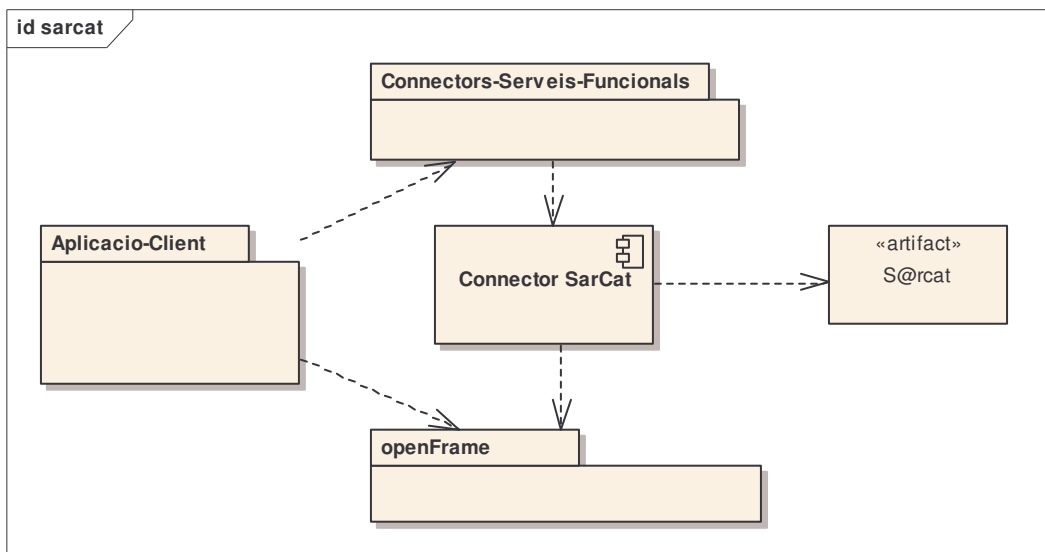 id sarcat
Connectors-Serveis-Funcionals
Aplicacio-Client
Connector SarCat
«artifact»
S@rcat
openFrame